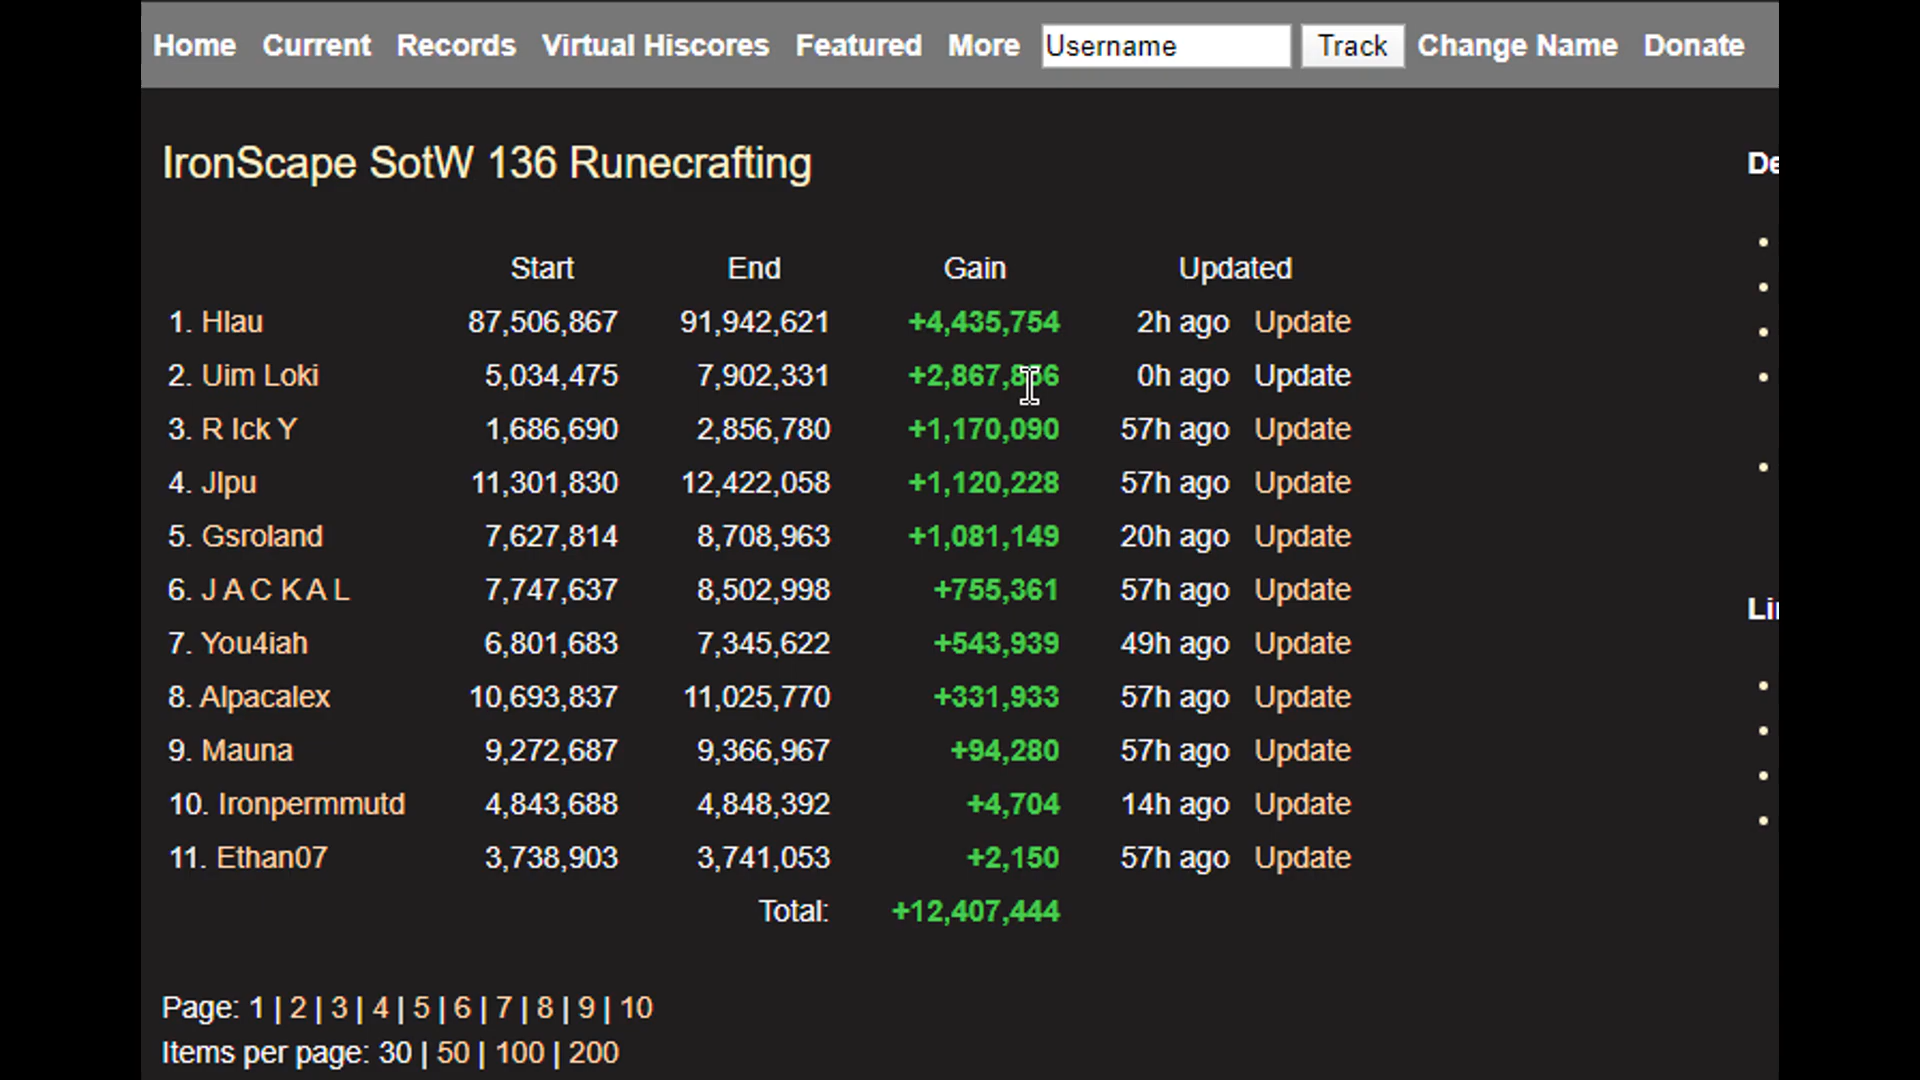 Home Current Records Virtual Hiscores Featured More Username Track Change Name Donate
IronScape SotW 136 Runecrafting
Start End Gain Updated
1. Hlau 87,506,867 91,942,621 +4,435,754 2h ago Update
2. Uim Loki 5,034,475 7,902,331 +2,867,856 0h ago Update
3. R Ick Y 1,686,690 2,856,780 +1,170,090 57h ago Update
4. Jlpu 11,301,830 12,422,058 +1,120,228 57h ago Update
5. Gsroland 7,627,814 8,708,963 +1,081,149 20h ago Update
6. J A C K A L 7,747,637 8,502,998 +755,361 57h ago Update
7. You4iah 6,801,683 7,345,622 +543,939 49h ago Update
8. Alpacalex 10,693,837 11,025,770 +331,933 57h ago Update
9. Mauna 9,272,687 9,366,967 +94,280 57h ago Update
10. Ironpermmutd 4,843,688 4,848,392 +4,704 14h ago Update
11. Ethan07 3,738,903 3,741,053 +2,150 57h ago Update
Total: +12,407,444
Page: 1 | 2 | 3 | 4 | 5 | 6 | 7 | 8 | 9 | 10
Items per page: 30 | 50 | 100 | 200